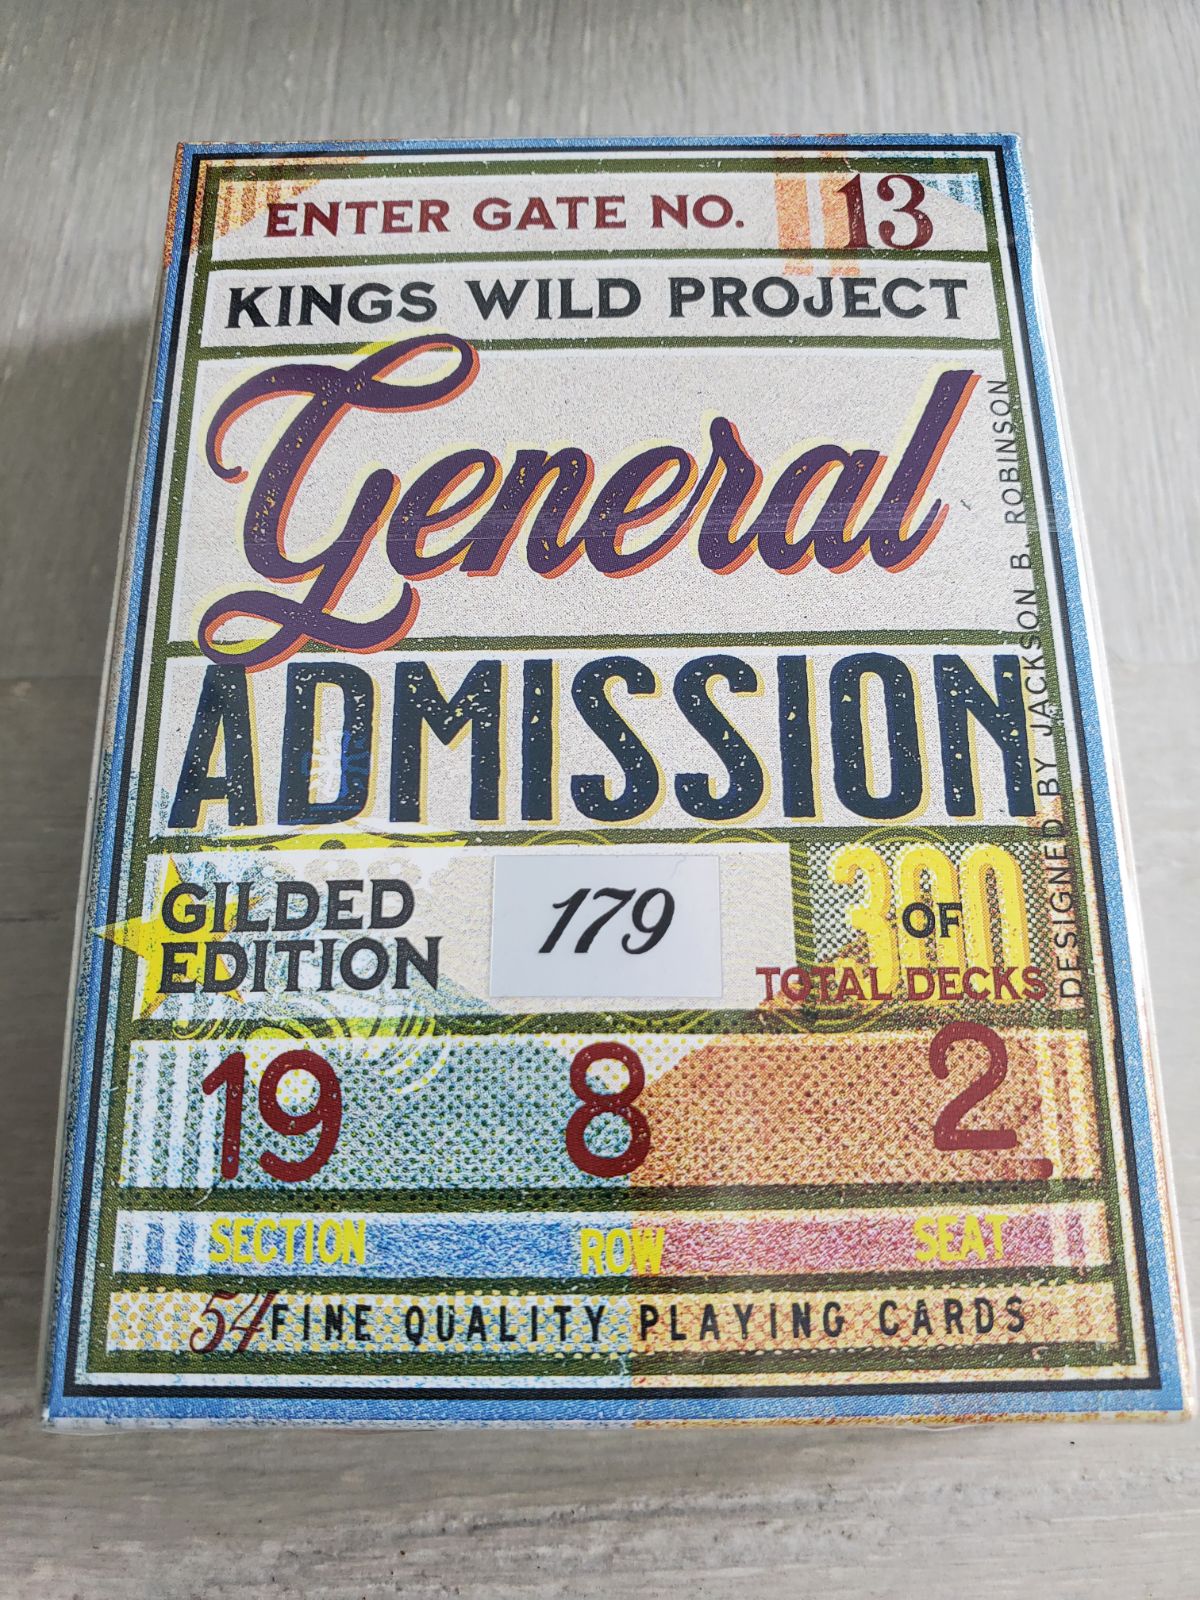 ENTER GATE NO. 13
KINGS WILD PROJECT
General
ADMISSION
DESIGNED BY JACKSON B. ROBINSON
GILDED
EDITION
179
300
OF
TOTAL DECKS
19 8 2
SECTION ROW SEAT
54 FINE QUALITY PLAYING CARDS